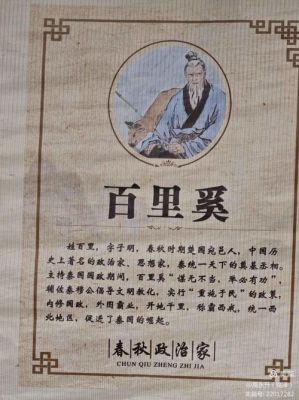 百里奚
姓百里，字子明，春秋时期楚国宛邑人，中国历
史上著名的政治家、思想家，秦统一天下的奠基丞相。
主持秦国国政期间，百里奚“谋无不当，举必有功”，
辅佐秦穆公倡导文明教化，实行“重施于民”的政策，
内修国政，外图霸业，开地千里，称霸西戎，统一西
北地区，促进了秦国的崛起。
春秋政治家
CHUN QIU ZHENG ZHI JIA